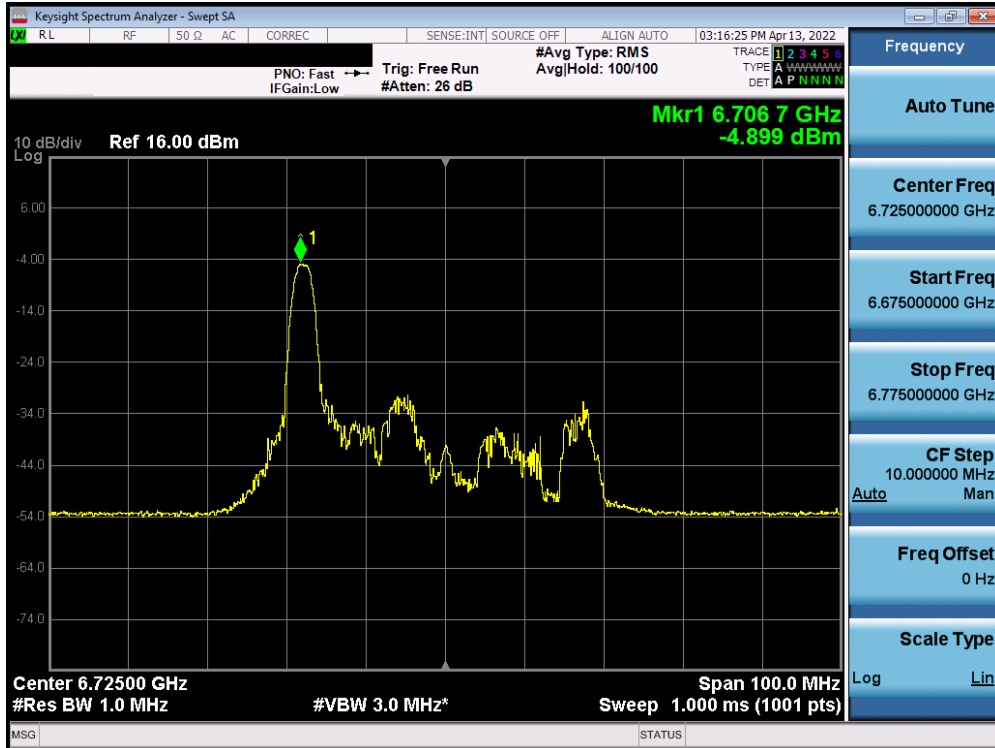 Keysight Spectrum Analyzer - Swept SA
LXI RL RF 50 Ω AC CORREC SENSE:INT SOURCE OFF ALIGN AUTO 03:16:25 PM Apr 13, 2022
#Avg Type: RMS TRACE 1 2 3 4 5 6
PNO: Fast Trig: Free Run Avg|Hold: 100/100 TYPE A WWWWW
IFGain:Low #Atten: 26 dB DET A P N N N N
Mkr1 6.706 7 GHz
-4.899 dBm
10 dB/div Ref 16.00 dBm
Log
6.00
1
-4.00
-14.0
-24.0
-34.0
-44.0
-54.0
-64.0
-74.0
Center 6.72500 GHz Span 100.0 MHz
#Res BW 1.0 MHz #VBW 3.0 MHz* Sweep 1.000 ms (1001 pts)
MSG STATUS
Frequency
Auto Tune
Center Freq
6.725000000 GHz
Start Freq
6.675000000 GHz
Stop Freq
6.775000000 GHz
CF Step
10.000000 MHz
Auto Man
Freq Offset
0 Hz
Scale Type
Log Lin